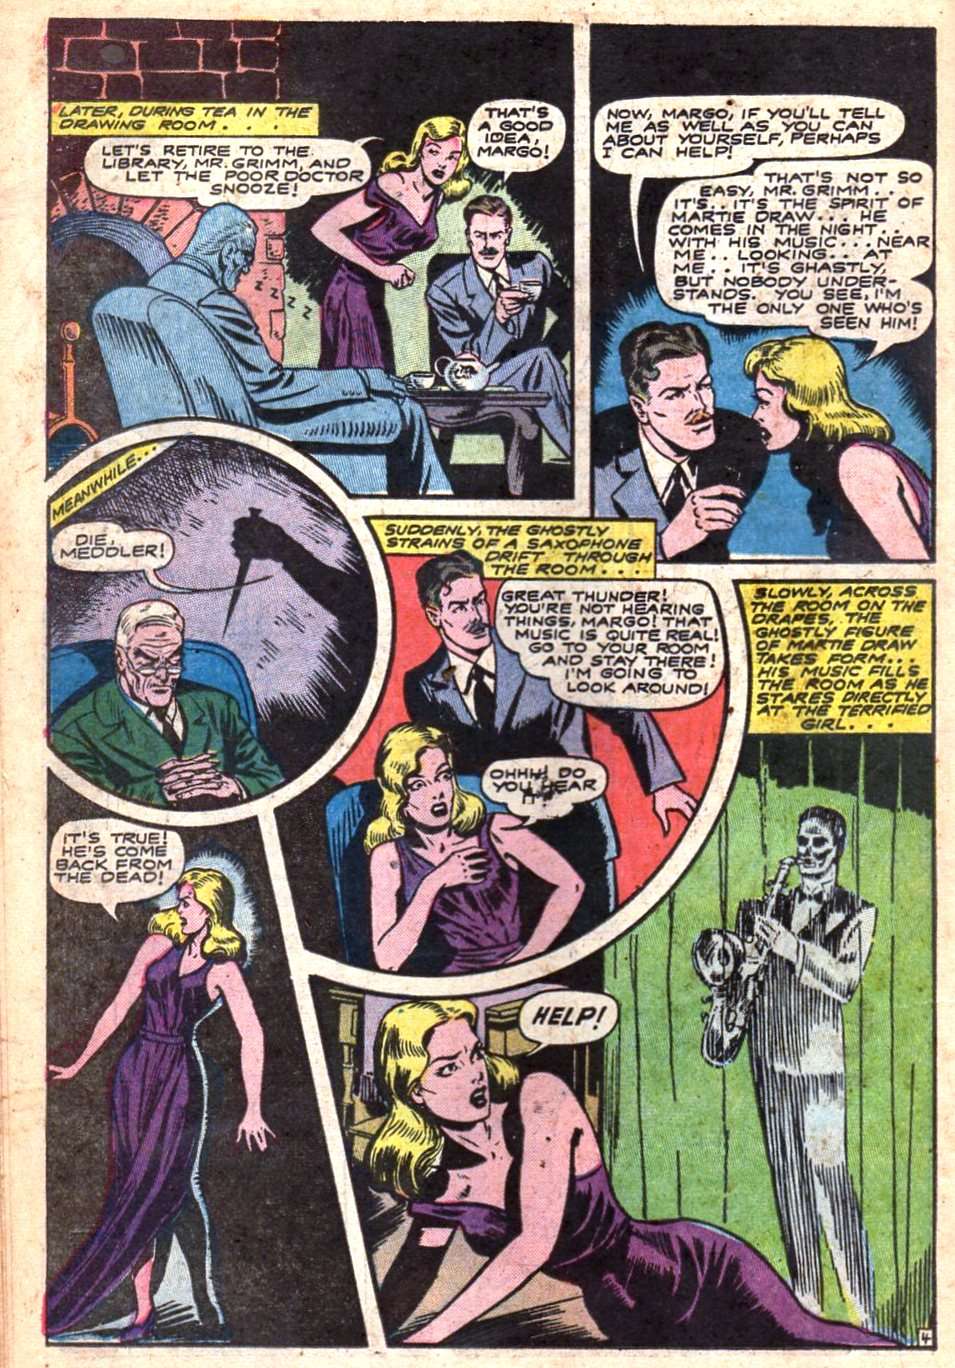 LATER, DURING TEA IN THE
DRAWING ROOM . . .
LET'S RETIRE TO THE
LIBRARY, MR. GRIMM, AND
LET THE POOR DOCTOR
SNOOZE!
THAT'S
A GOOD
IDEA,
MARGO!
Z
Z
Z
NOW, MARGO, IF YOU'LL TELL
ME AS WELL AS YOU CAN
ABOUT YOURSELF, PERHAPS
I CAN HELP!
THAT'S NOT SO
EASY, MR. GRIMM . .
IT'S . . IT'S THE SPIRIT OF
MARTIE DRAW . . . HE
COMES IN THE NIGHT . .
WITH HIS MUSIC . . . NEAR
ME . . LOOKING . . AT
ME . . IT'S GHASTLY,
BUT NOBODY UNDER-
STANDS. YOU SEE, I'M
THE ONLY ONE WHO'S
SEEN HIM!
MEANWHILE . . .
DIE,
MEDDLER!
SUDDENLY, THE GHOSTLY
STRAINS OF A SAXOPHONE
DRIFT THROUGH
THE ROOM . . .
GREAT THUNDER!
YOU'RE NOT HEARING
THINGS, MARGO! THAT
MUSIC IS QUITE REAL!
GO TO YOUR ROOM
AND STAY THERE!
I'M GOING TO
LOOK AROUND!
OHHH DO
YOU HEAR
IT
SLOWLY, ACROSS
THE ROOM ON THE
DRAPES, THE
GHOSTLY FIGURE
OF MARTIE DRAW
TAKES FORM . . .
HIS MUSIC FILLS
THE ROOM AS HE
STARES DIRECTLY
AT THE TERRIFIED
GIRL . . .
IT'S TRUE!
HE'S COME
BACK FROM
THE DEAD!
HELP!
4